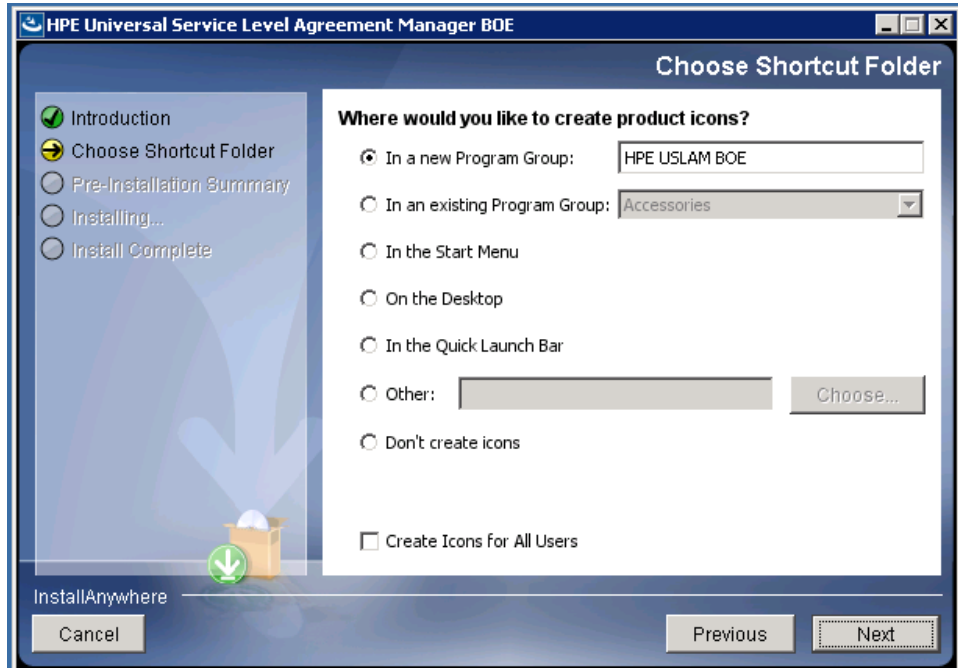 HPE Universal Service Level Agreement Manager BOE
Choose Shortcut Folder
Introduction
Choose Shortcut Folder
Pre-Installation Summary
Installing...
Install Complete
Where would you like to create product icons?
In a new Program Group: HPE USLAM BOE
In an existing Program Group: Accessories
In the Start Menu
On the Desktop
In the Quick Launch Bar
Other: Choose...
Don't create icons
Create Icons for All Users
InstallAnywhere
Cancel Previous Next